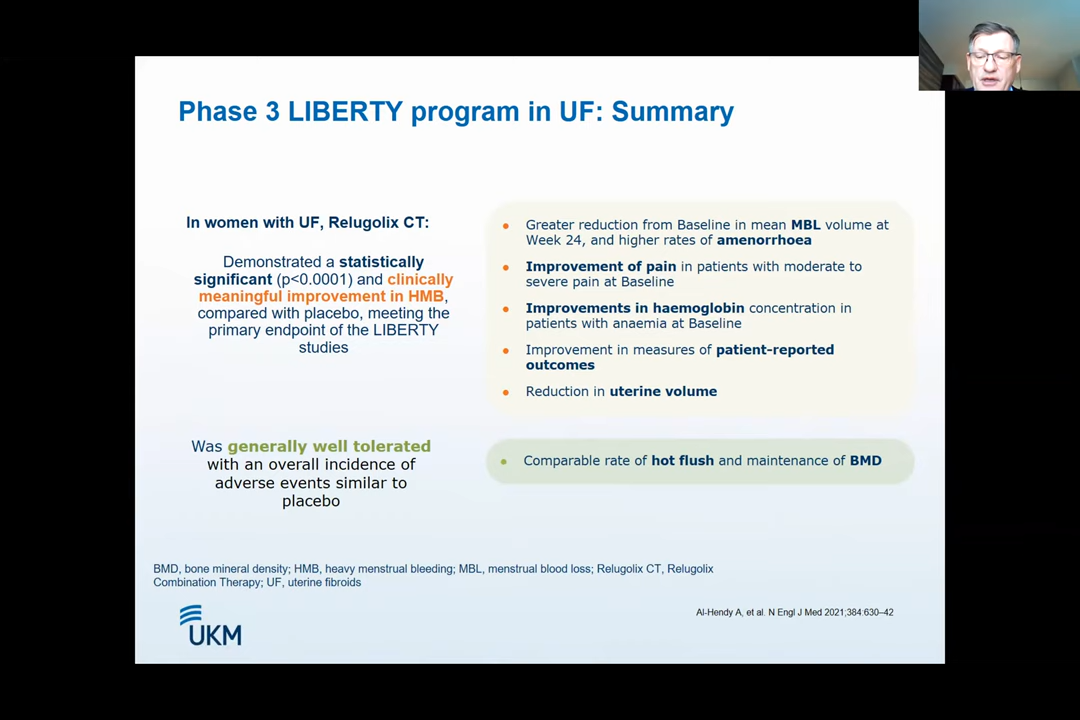 Phase 3 LIBERTY program in UF: Summary
In women with UF, Relugolix CT:
Demonstrated a statistically
significant (p<0.0001) and clinically
meaningful improvement in HMB,
compared with placebo, meeting the
primary endpoint of the LIBERTY
studies
• Greater reduction from Baseline in mean MBL volume at
Week 24, and higher rates of amenorrhoea
• Improvement of pain in patients with moderate to
severe pain at Baseline
• Improvements in haemoglobin concentration in
patients with anaemia at Baseline
• Improvement in measures of patient-reported
outcomes
• Reduction in uterine volume
Was generally well tolerated
with an overall incidence of
adverse events similar to
placebo
• Comparable rate of hot flush and maintenance of BMD
BMD, bone mineral density; HMB, heavy menstrual bleeding; MBL, menstrual blood loss; Relugolix CT, Relugolix
Combination Therapy; UF, uterine fibroids
Al-Hendy A, et al. N Engl J Med 2021;384:630–42
UKM